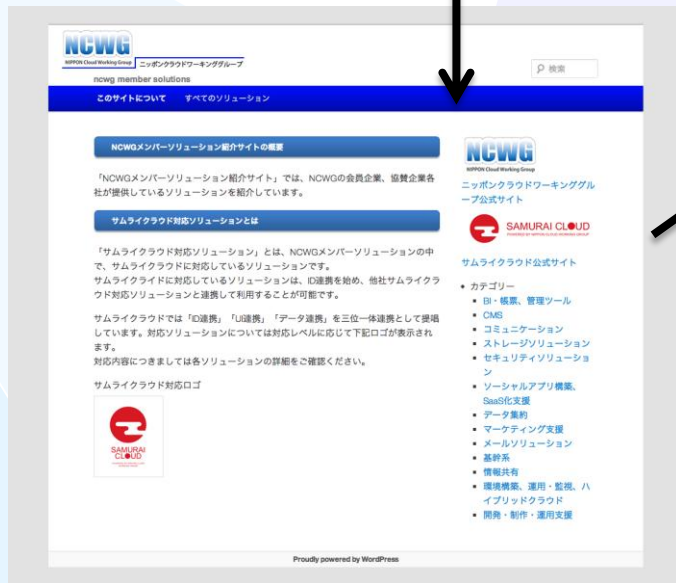 NCWG
NIPPON Cloud Working Group
ニッポンクラウドワーキンググループ
ncwg member solutions
検索
このサイトについて すべてのソリューション
NCWGメンバーソリューション紹介サイトの概要
「NCWGメンバーソリューション紹介サイト」では、NCWGの会員企業、協賛企業各
社が提供しているソリューションを紹介しています。
サムライクラウド対応ソリューションとは
「サムライクラウド対応ソリューション」とは、NCWGメンバーソリューションの中
で、サムライクラウドに対応しているソリューションです。
サムライクライドに対応しているソリューションは、ID連携を始め、他社サムライクラ
ウド対応ソリューションと連携して利用することが可能です。
サムライクラウドでは「ID連携」「UI連携」「データ連携」を三位一体連携として提唱
しています。対応ソリューションについては対応レベルに応じて下記ロゴが表示され
ます。
対応内容につきましては各ソリューションの詳細をご確認ください。
サムライクラウド対応ロゴ
SAMURAI
CLOUD
NCWG
NIPPON Cloud Working Group
ニッポンクラウドワーキンググル
ープ公式サイト
SAMURAI CLOUD
POWERED BY NIPPON CLOUD WORKING GROUP
サムライクラウド公式サイト
カテゴリー
BI・帳票、管理ツール
CMS
コミュニケーション
ストレージソリューション
セキュリティソリューショ
ン
ソーシャルアプリ構築、
SaaS化支援
データ集約
マーケティング支援
メールソリューション
基幹系
情報共有
環境構築、運用・監視、ハ
イブリッドクラウド
開発・制作・運用支援
Proudly powered by WordPress